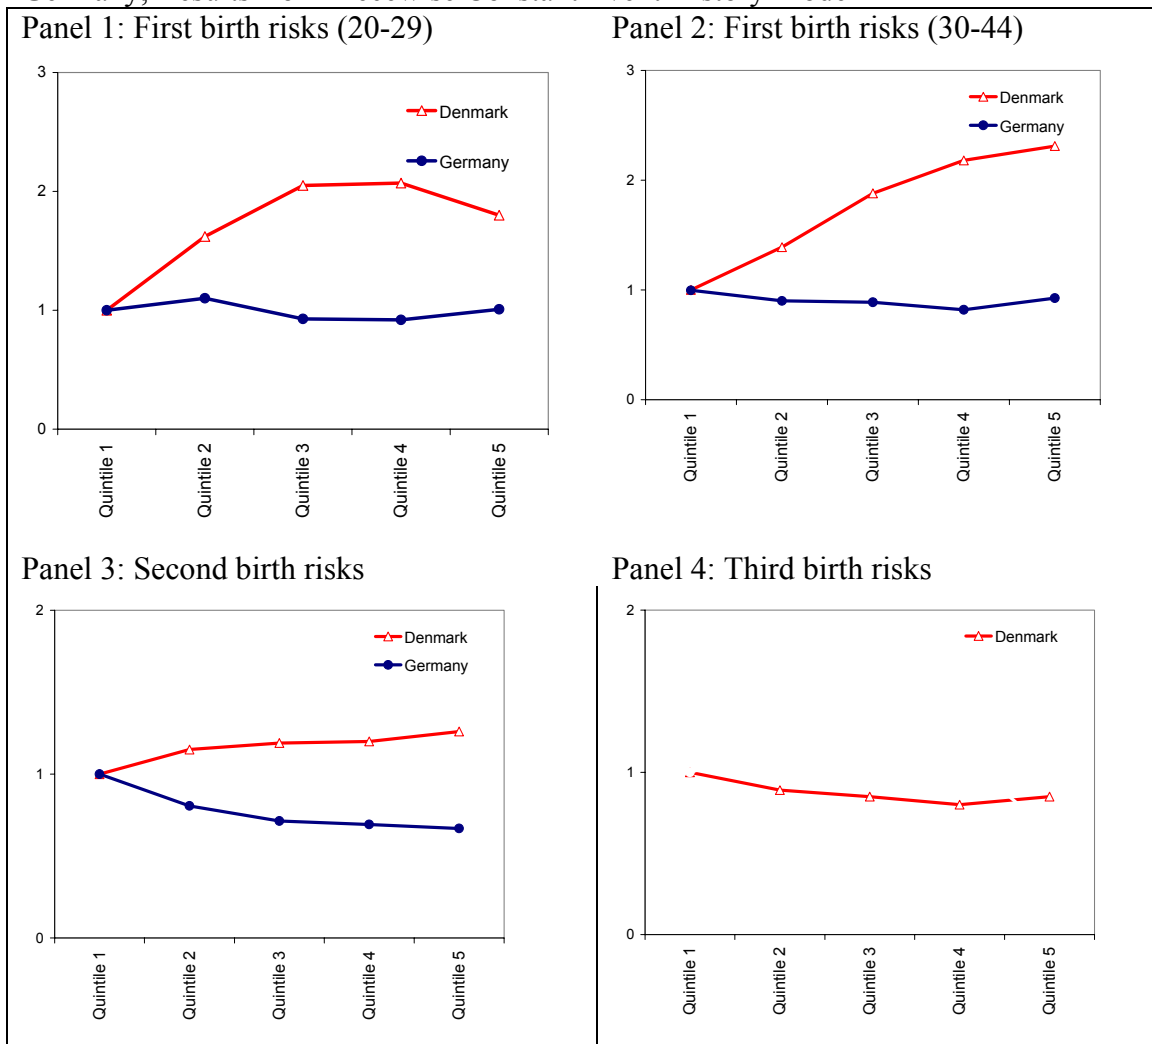 Panel 1: First birth risks (20-29)
3
2
1
0
Denmark
Germany
Quintile 1
Quintile 2
Quintile 3
Quintile 4
Quintile 5
Panel 2: First birth risks (30-44)
3
2
1
0
Denmark
Germany
Quintile 1
Quintile 2
Quintile 3
Quintile 4
Quintile 5
Panel 3: Second birth risks
2
1
0
Denmark
Germany
Quintile 1
Quintile 2
Quintile 3
Quintile 4
Quintile 5
Panel 4: Third birth risks
2
1
0
Denmark
Quintile 1
Quintile 2
Quintile 3
Quintile 4
Quintile 5